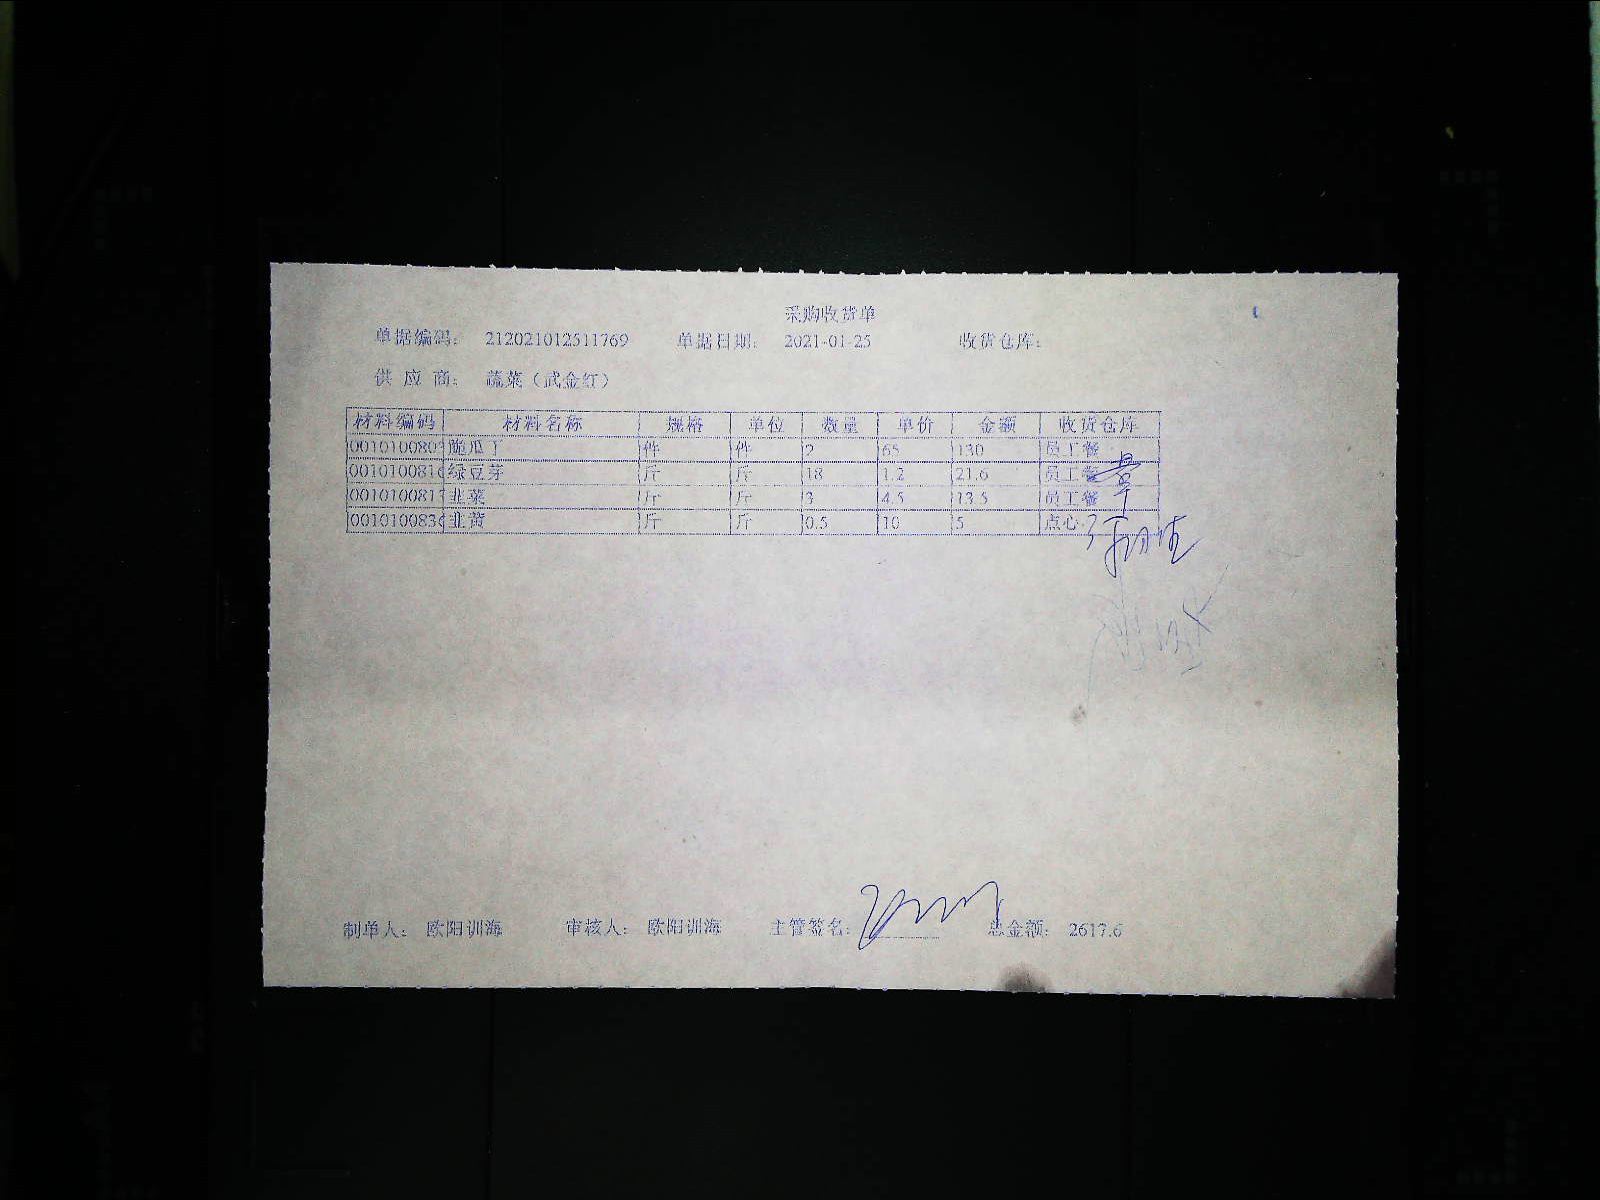 采购收货单
单据编码： 212021012511769 单据日期： 2021-01-25 收货仓库：
供 应 商： 蔬菜（武金红）
材料编码 材料名称 规格 单位 数量 单价 金额 收货仓库
001010080 脆瓜丁 件 件 2 65 130 员工餐
001010081 绿豆芽 斤 斤 18 1.2 21.6 员工餐
001010081 韭菜 斤 斤 3 4.5 13.5 员工餐
001010083 韭黄 斤 斤 0.5 10 5 点心
制单人： 欧阳训海 审核人： 欧阳训海 主管签名： 总金额： 2617.6